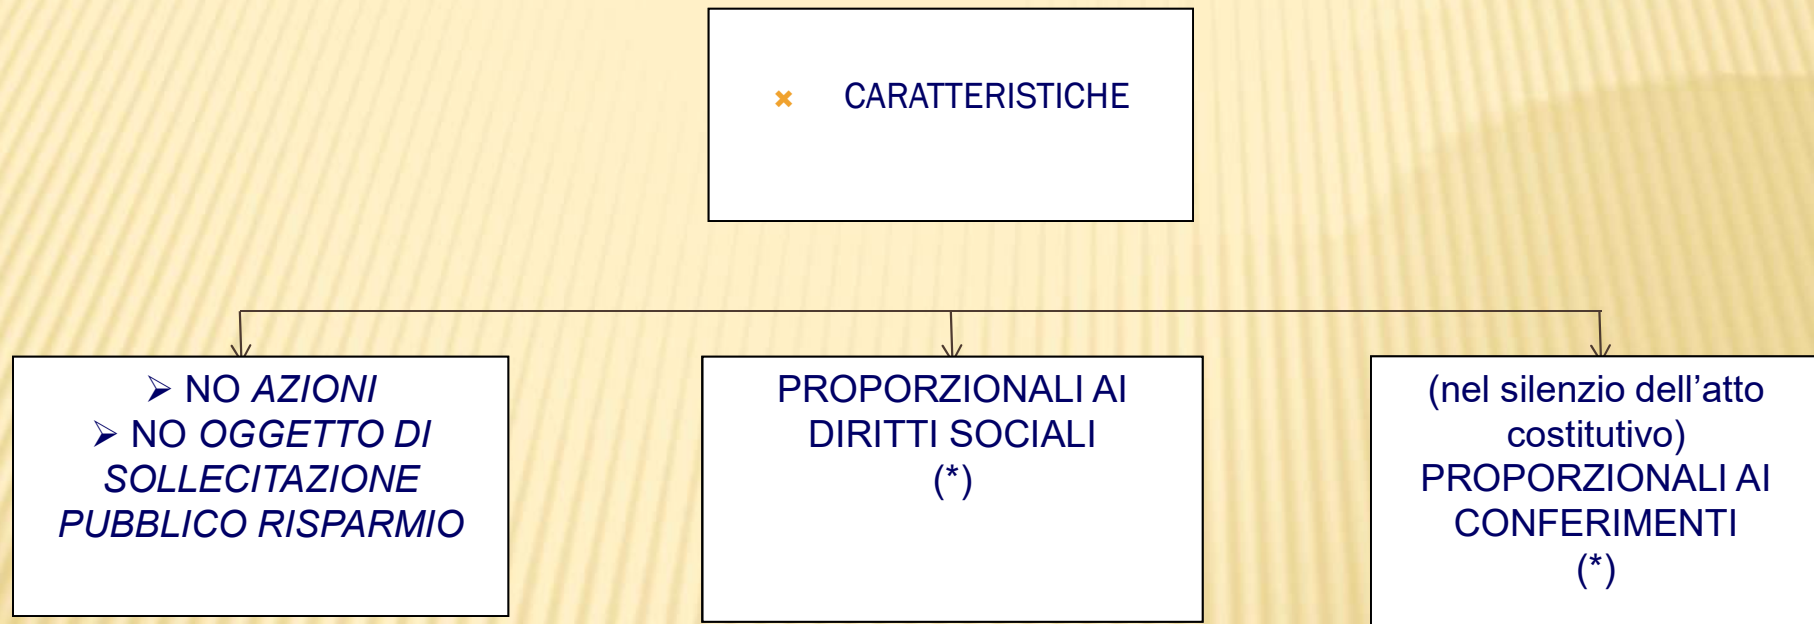 CARATTERISTICHE
➢ NO AZIONI
➢ NO OGGETTO DI
SOLLECITAZIONE
PUBBLICO RISPARMIO
PROPORZIONALI AI
DIRITTI SOCIALI
(*)
(nel silenzio dell’atto
costitutivo)
PROPORZIONALI AI
CONFERIMENTI
(*)